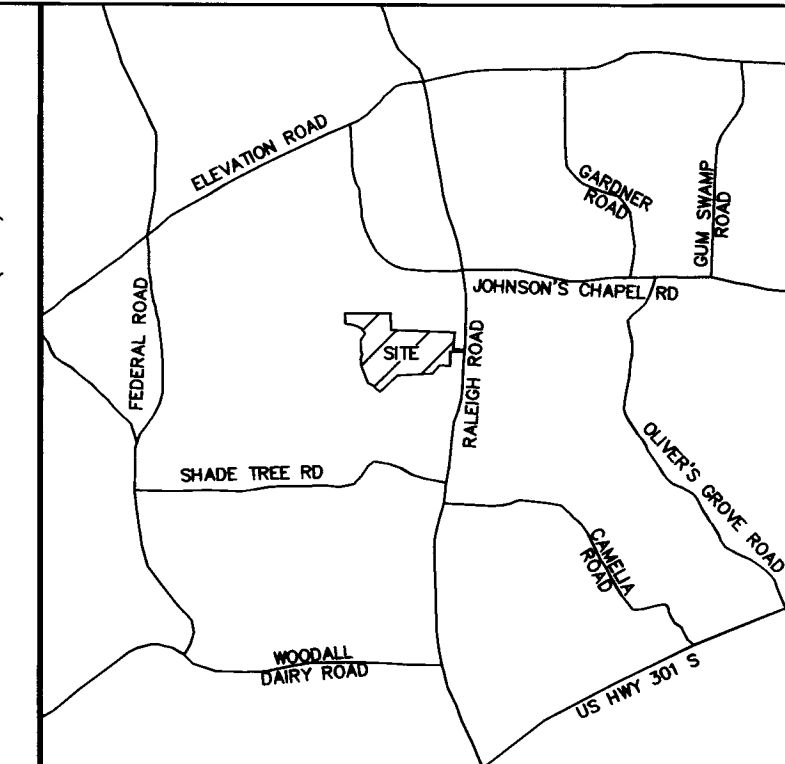 ELEVATION ROAD
GARDNER
ROAD
GUM SWAMP
ROAD
JOHNSON'S CHAPEL RD
FEDERAL ROAD
SITE
RALEIGH ROAD
SHADE TREE RD
OLIVER'S GROVE ROAD
CAMELIA
ROAD
WOODALL
DAIRY ROAD
US HWY 301 S